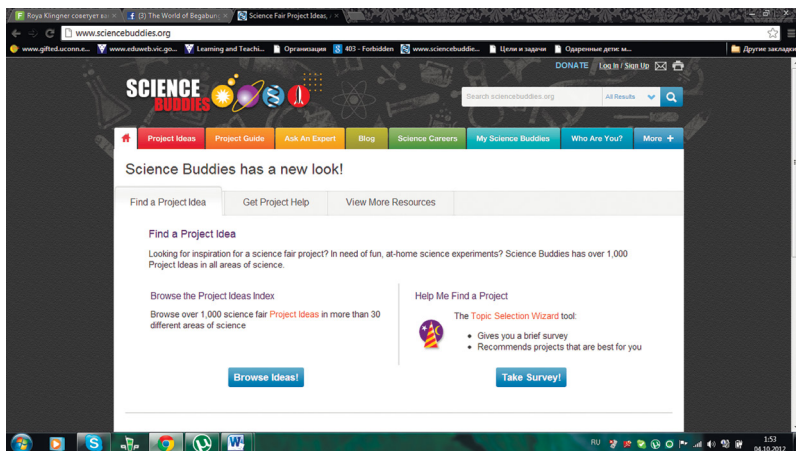 Roya Klingner советует вам
(3) The World of Begabung
Science Fair Project Ideas,
www.sciencebuddies.org
www.gifted.uconn.e...
www.eduweb.vic.go...
Learning and Teachi...
Организация
403 - Forbidden
www.sciencebuddie...
Цели и задачи
Одаренные дети: м...
Другие закладки
DONATE Log In / Sign Up
SCIENCE
BUDDIES
Search sciencebuddies.org All Results
Project Ideas Project Guide Ask An Expert Blog Science Careers My Science Buddies Who Are You? More +
Science Buddies has a new look!
Find a Project Idea Get Project Help View More Resources
Find a Project Idea
Looking for inspiration for a science fair project? In need of fun, at-home science experiments? Science Buddies has over 1,000
Project Ideas in all areas of science.
Browse the Project Ideas Index
Browse over 1,000 science fair Project Ideas in more than 30
different areas of science
Browse Ideas!
Help Me Find a Project
The Topic Selection Wizard tool:
• Gives you a brief survey
• Recommends projects that are best for you
Take Survey!
RU
1:53
04.10.2012